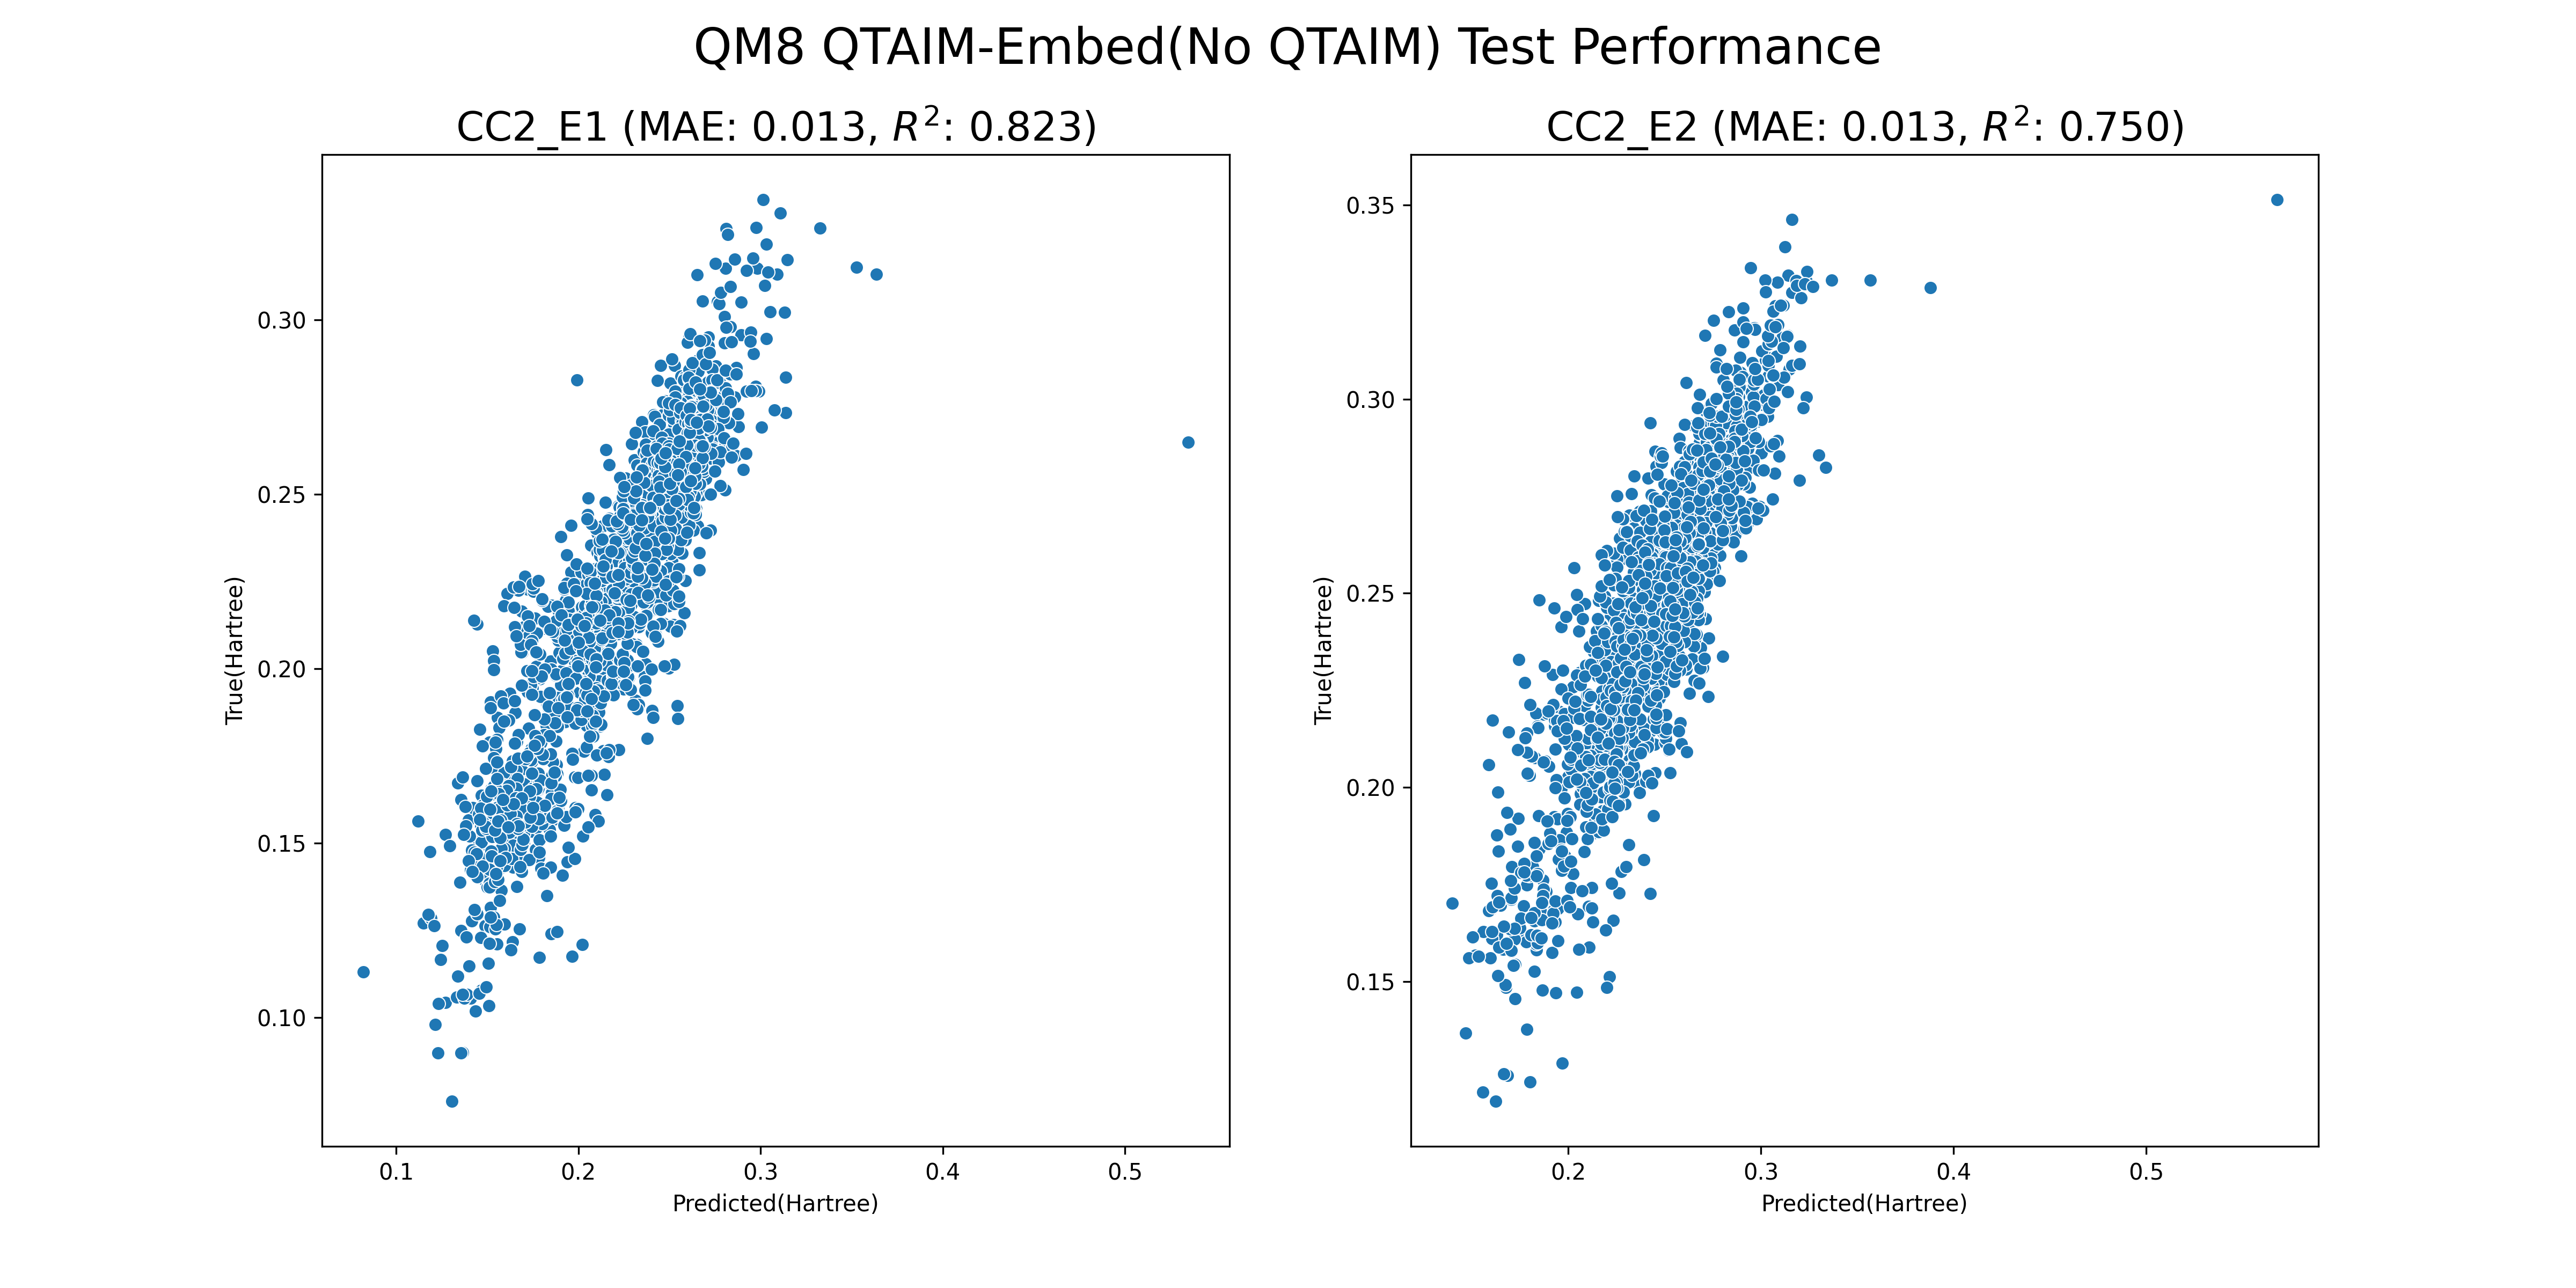 QM8 QTAIM-Embed(No QTAIM) Test Performance
CC2_E1 (MAE: 0.013, R²: 0.823)
True(Hartree)
0.30
0.25
0.20
0.15
0.10
0.1 0.2 0.3 0.4 0.5
Predicted(Hartree)
CC2_E2 (MAE: 0.013, R²: 0.750)
True(Hartree)
0.35
0.30
0.25
0.20
0.15
0.2 0.3 0.4 0.5
Predicted(Hartree)